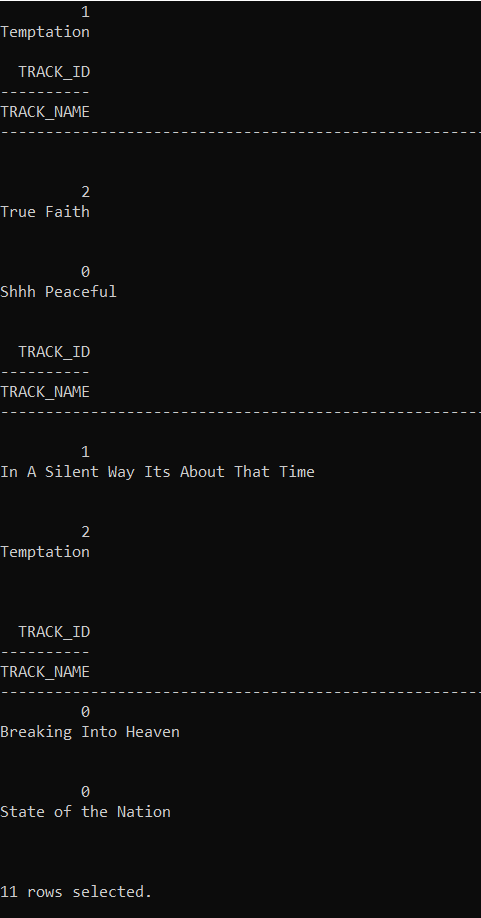 1
Temptation
TRACK_ID
----------
TRACK_NAME
------------------------------------------------------
2
True Faith
0
Shhh Peaceful
TRACK_ID
----------
TRACK_NAME
------------------------------------------------------
1
In A Silent Way Its About That Time
2
Temptation
TRACK_ID
----------
TRACK_NAME
------------------------------------------------------
0
Breaking Into Heaven
0
State of the Nation
11 rows selected.